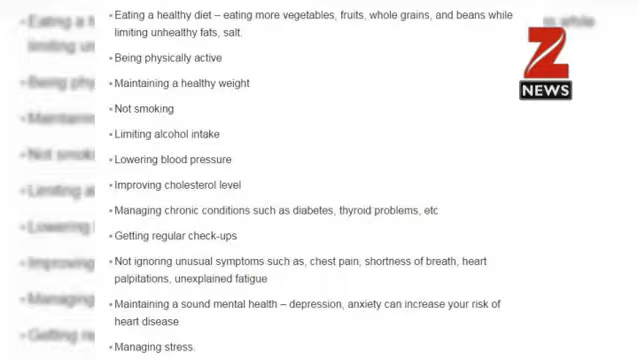 • Eating a healthy diet – eating more vegetables, fruits, whole grains, and beans while
limiting unhealthy fats, salt.
• Being physically active
• Maintaining a healthy weight
• Not smoking
• Limiting alcohol intake
• Lowering blood pressure
• Improving cholesterol level
• Managing chronic conditions such as diabetes, thyroid problems, etc
• Getting regular check-ups
• Not ignoring unusual symptoms such as, chest pain, shortness of breath, heart
palpitations, unexplained fatigue
• Maintaining a sound mental health – depression, anxiety can increase your risk of
heart disease
• Managing stress.
Z
NEWS